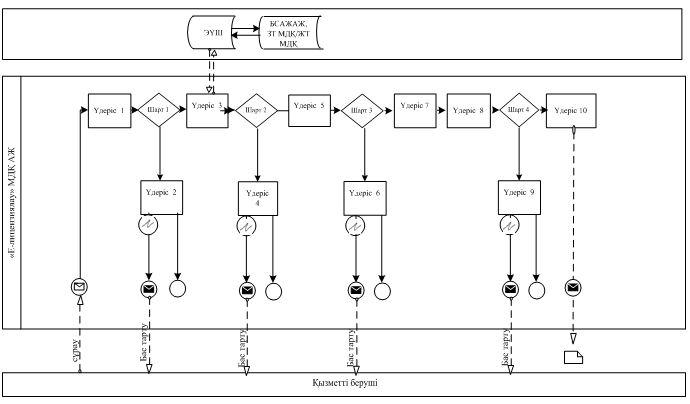 ЭҮШ
БСАЖАЖ,
ЗТ МДҚ/ЖТ
МДҚ
«Е-лицензиялау» МДҚ АЖ
Үдеріс 1
Шарт 1
Үдеріс 3
Шарт 2
Үдеріс 5
Шарт 3
Үдеріс 7
Үдеріс 8
Шарт 4
Үдеріс 10
Үдеріс 2
Үдеріс
4
Үдеріс 6
Үдеріс 9
сұрау
Бас тарту
Бас тарту
Бас тарту
Бас тарту
Қызметті беруші